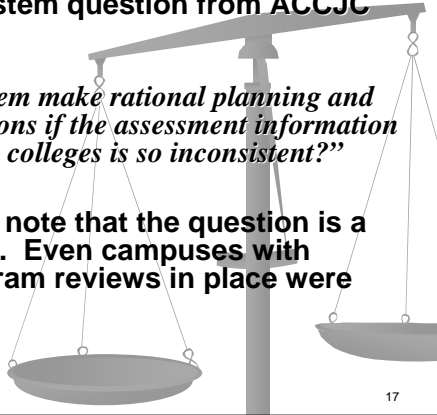 stem question from ACCJC
em make rational planning and
ons if the assessment information
colleges is so inconsistent?”
note that the question is a
. Even campuses with
ram reviews in place were
17